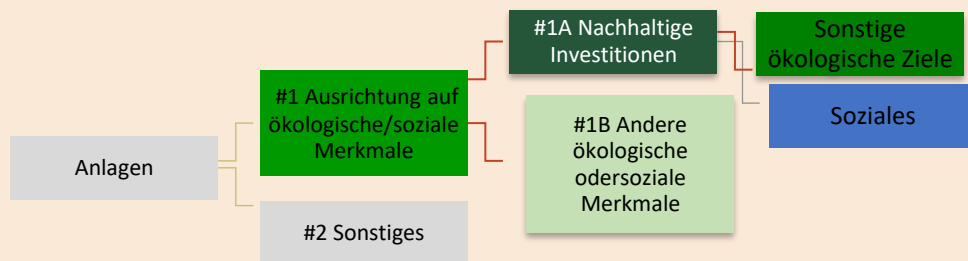 Anlagen
#1 Ausrichtung auf
ökologische/soziale
Merkmale
#2 Sonstiges
#1A Nachhaltige
Investitionen
#1B Andere
ökologische
odersoziale
Merkmale
Sonstige
ökologische Ziele
Soziales